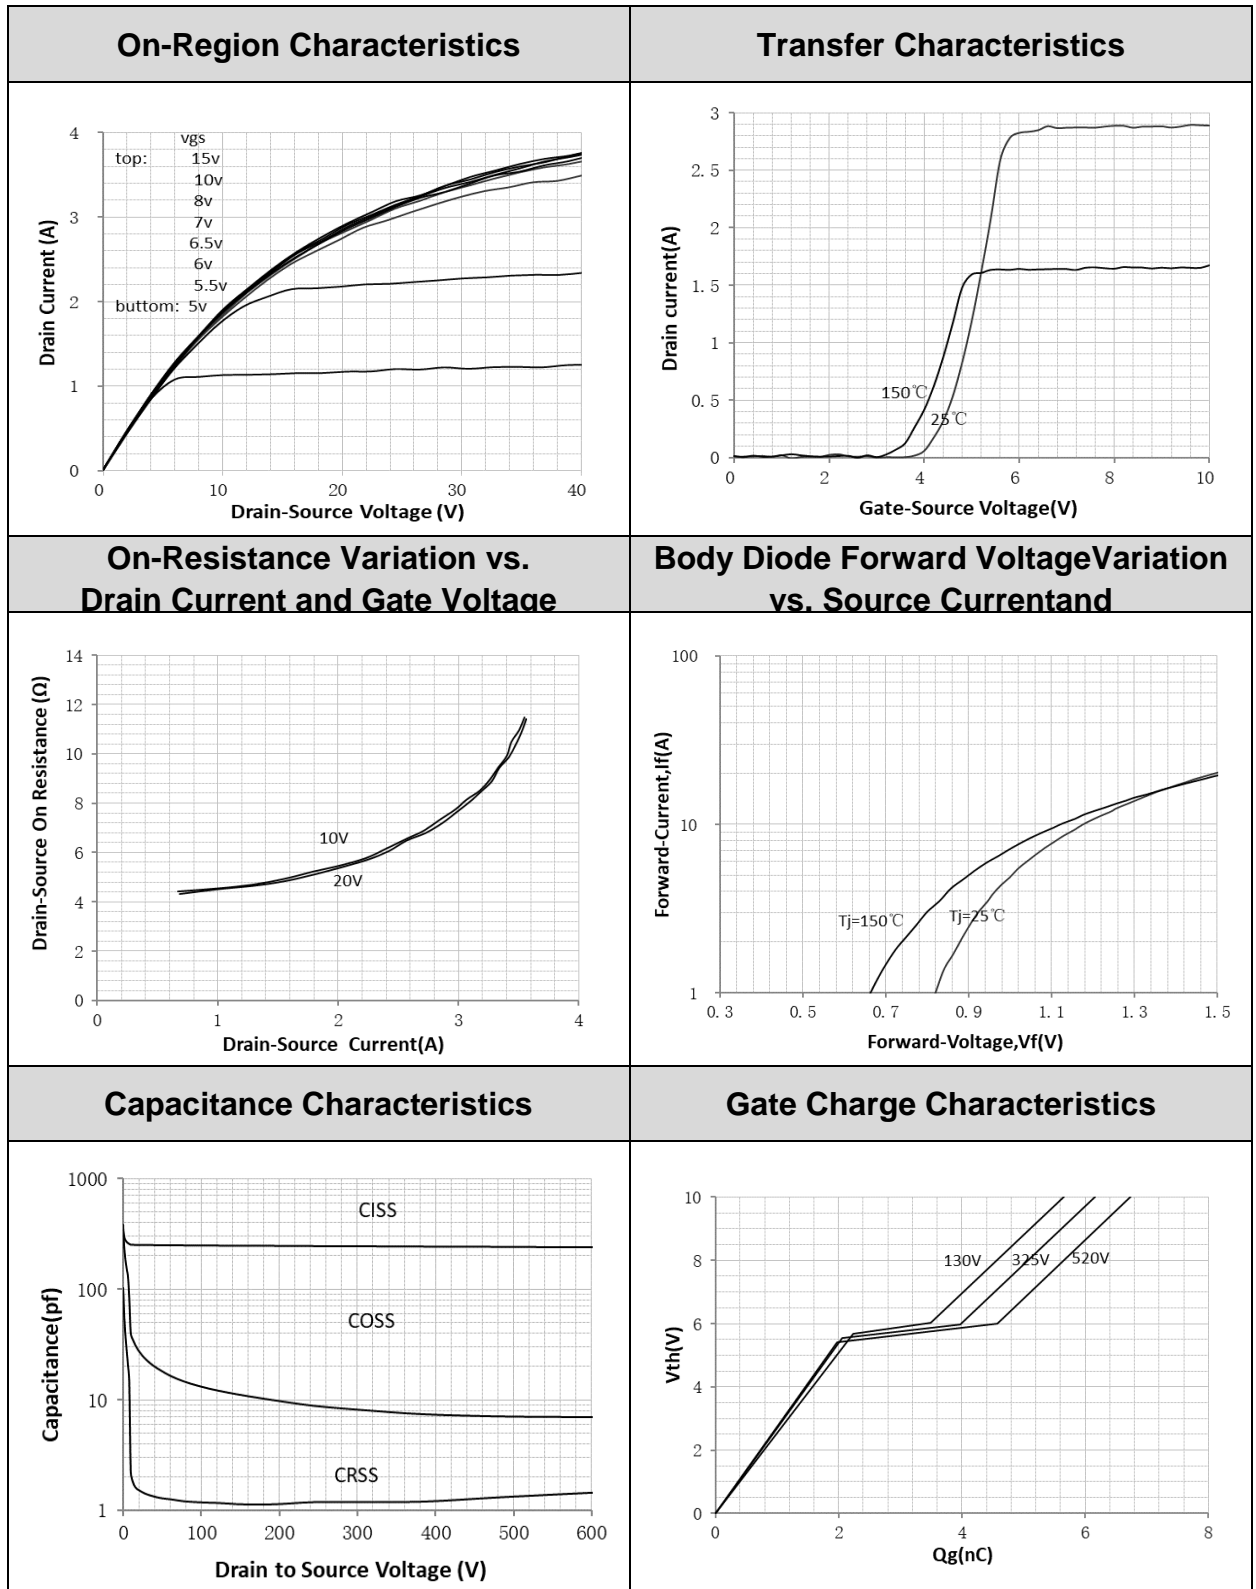 On-Region Characteristics
Transfer Characteristics
4
3
2
1
0
vgs
top: 15v
10v
8v
7v
6.5v
6v
5.5v
buttom: 5v
0 10 20 30 40
Drain Current (A)
Drain-Source Voltage (V)
3
2.5
2
1.5
1
0.5
0
150℃
25℃
0 2 4 6 8 10
Drain current(A)
Gate-Source Voltage(V)
On-Resistance Variation vs.
Drain Current and Gate Voltage
Body Diode Forward VoltageVariation
vs. Source Currentand
14
12
10
8
6
4
2
0
10V
20V
0 1 2 3 4
Drain-Source On Resistance (Ω)
Drain-Source Current(A)
100
10
1
Tj=150℃
Tj=25℃
0.3 0.5 0.7 0.9 1.1 1.3 1.5
Forward-Current,If(A)
Forward-Voltage,Vf(V)
Capacitance Characteristics
Gate Charge Characteristics
1000
100
10
1
CISS
COSS
CRSS
0 100 200 300 400 500 600
Capacitance(pf)
Drain to Source Voltage (V)
10
8
6
4
2
0
130V
325V
520V
0 2 4 6 8
Vth(V)
Qg(nC)